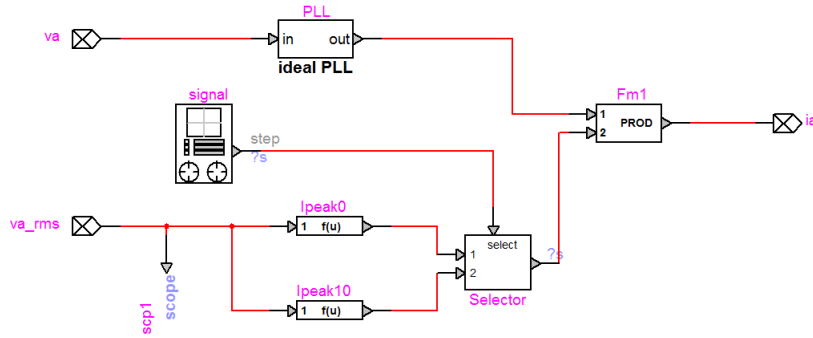 PLL
va
in
out
ideal PLL
signal
Fm1
1
PROD
2
step
?s
va_rms
Ipeak0
1
f(u)
select
1
2
?s
Selector
Ipeak10
1
f(u)
scp1
scope